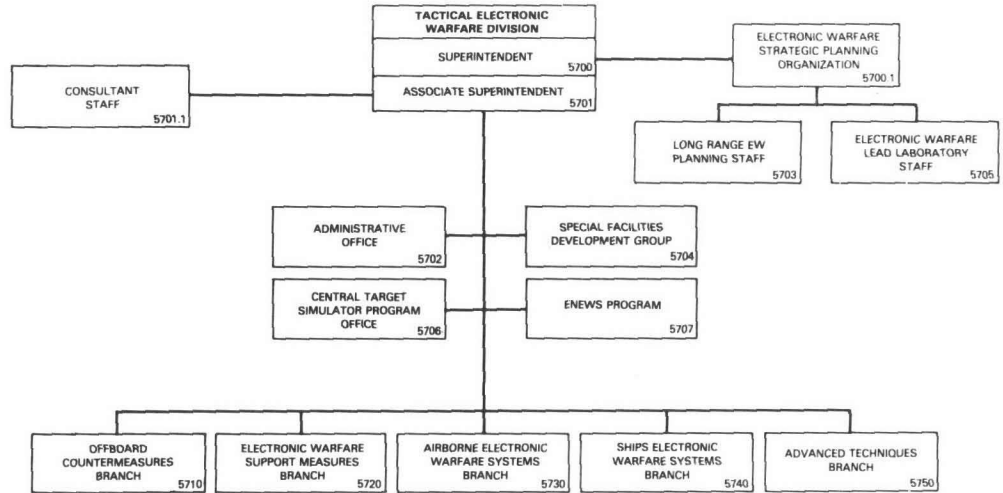 TACTICAL ELECTRONIC
WARFARE DIVISION
SUPERINTENDENT
5700
ASSOCIATE SUPERINTENDENT
5701
ELECTRONIC WARFARE
STRATEGIC PLANNING
ORGANIZATION
5700.1
CONSULTANT
STAFF
5701.1
LONG RANGE EW
PLANNING STAFF
5703
ELECTRONIC WARFARE
LEAD LABORATORY
STAFF
5705
ADMINISTRATIVE
OFFICE
5702
SPECIAL FACILITIES
DEVELOPMENT GROUP
5704
CENTRAL TARGET
SIMULATOR PROGRAM
OFFICE
5706
ENEWS PROGRAM
5707
OFFBOARD
COUNTERMEASURES
BRANCH
5710
ELECTRONIC WARFARE
SUPPORT MEASURES
BRANCH
5720
AIRBORNE ELECTRONIC
WARFARE SYSTEMS
BRANCH
5730
SHIPS ELECTRONIC
WARFARE SYSTEMS
BRANCH
5740
ADVANCED TECHNIQUES
BRANCH
5750